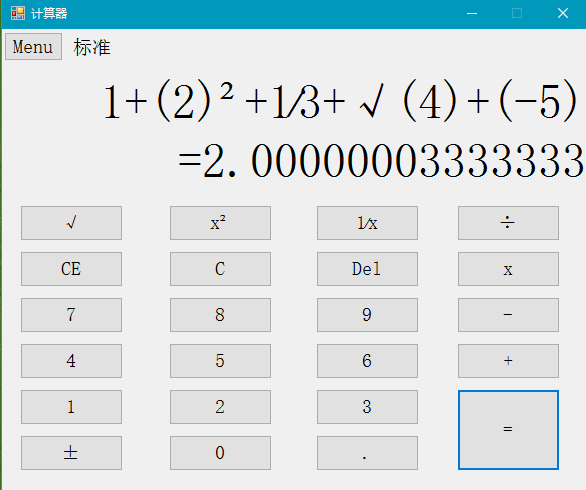 计算器
Menu 标准
1+(2)²+1/3+√(4)+(-5)
=2.00000003333333
√ x² 1/x ÷
CE C Del x
7 8 9 -
4 5 6 +
1 2 3 =
± 0 .